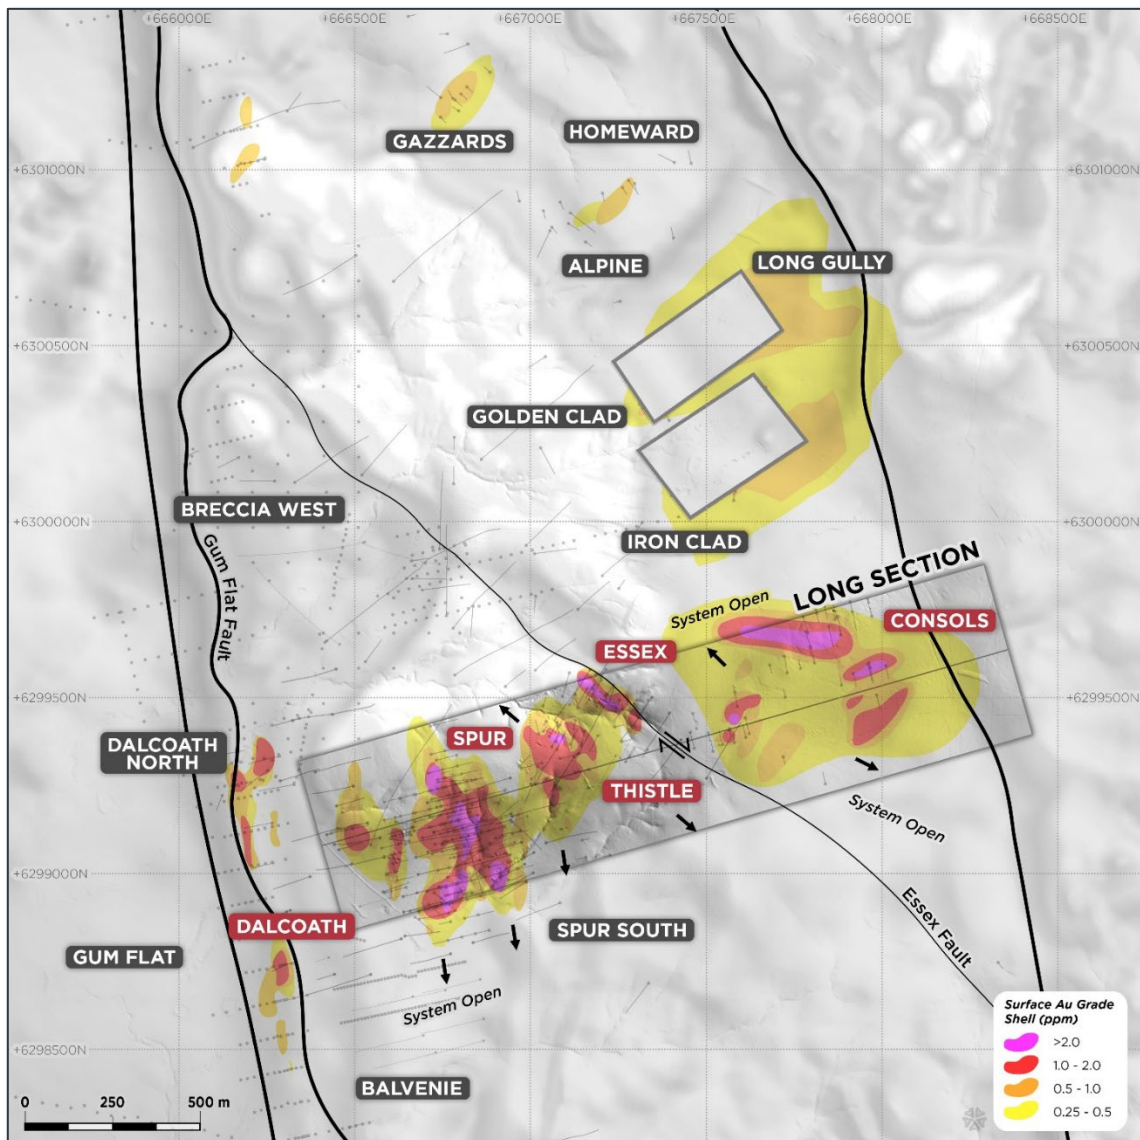 +666000E
+666500E
+667000E
+667500E
+668000E
+668500E
GAZZARDS
HOMEWARD
+6301000N
+6301000N
ALPINE
LONG GULLY
+6300500N
+6300500N
GOLDEN CLAD
BRECCIA WEST
+6300000N
+6300000N
IRON CLAD
Gum Flat Fault
LONG SECTION
System Open
CONSOLS
ESSEX
+6299500N
+6299500N
DALCOATH
NORTH
SPUR
THISTLE
System Open
+6299000N
+6299000N
DALCOATH
SPUR SOUTH
GUM FLAT
Essex Fault
System Open
Surface Au Grade
Shell (ppm)
>2.0
1.0 - 2.0
0.5 - 1.0
0.25 - 0.5
+6298500N
BALVENIE
0 250 500 m